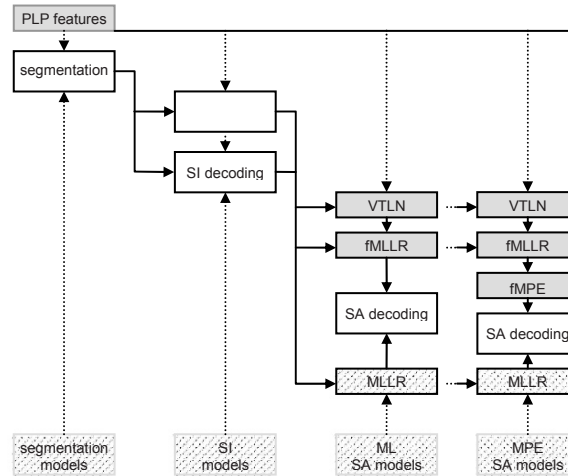 PLP features
segmentation
SI decoding
VTLN
VTLN
fMLLR
fMLLR
fMPE
SA decoding
SA decoding
MLLR
MLLR
segmentation
models
SI
models
ML
SA models
MPE
SA models